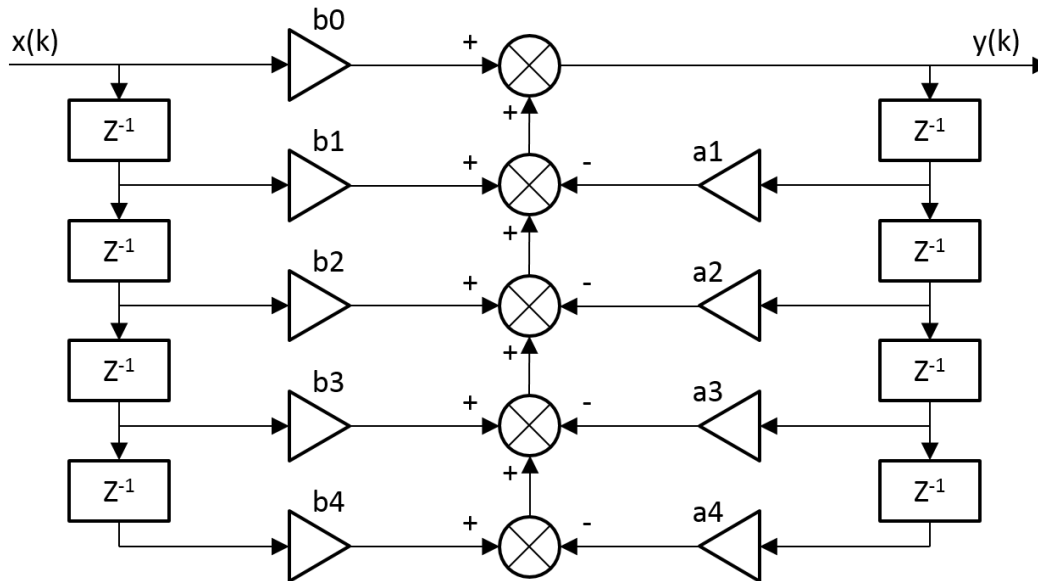 b0
x(k) + y(k)
+
Z⁻¹ Z⁻¹
b1 a1
+ -
+
Z⁻¹ Z⁻¹
b2 a2
+ -
+
Z⁻¹ Z⁻¹
b3 a3
+ -
+
Z⁻¹ Z⁻¹
b4 a4
+ -